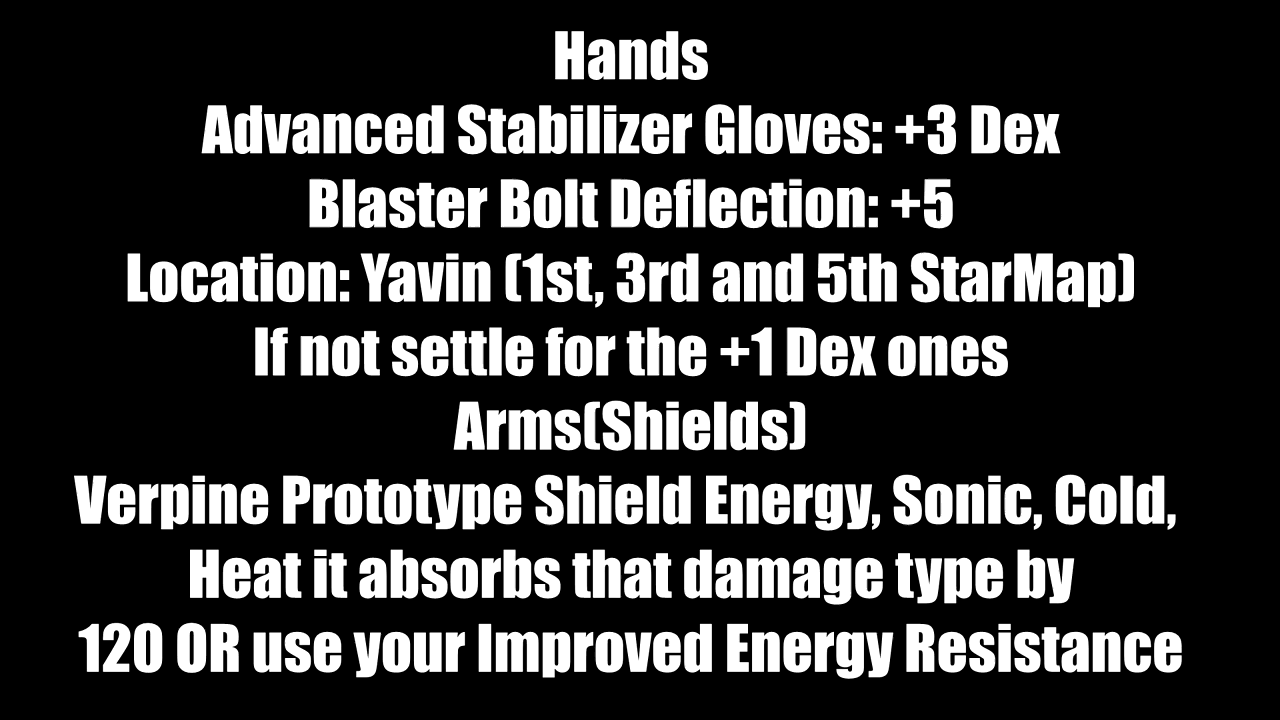 Hands
Advanced Stabilizer Gloves: +3 Dex
Blaster Bolt Deflection: +5
Location: Yavin (1st, 3rd and 5th StarMap)
If not settle for the +1 Dex ones
Arms(Shields)
Verpine Prototype Shield Energy, Sonic, Cold,
Heat it absorbs that damage type by
120 OR use your Improved Energy Resistance